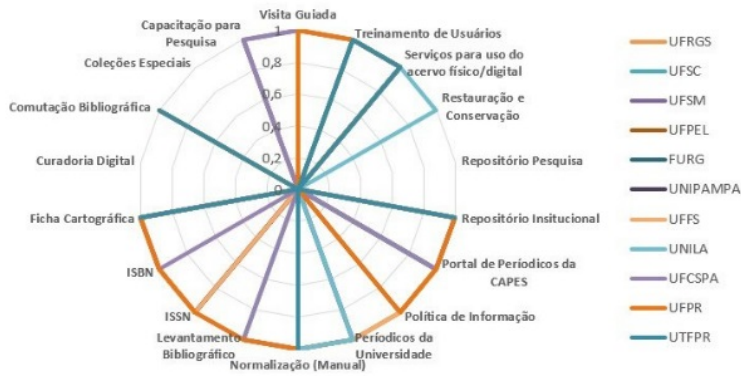 Visita Guiada
Treinamento de Usuários
Serviços para uso do
acervo físico/digital
Restauração e
Conservação
Repositório Pesquisa
Repositório Insitucional
Portal de Periódicos da
CAPES
Política de Informação
Períodicos da
Universidade
Normalização (Manual)
Levantamento
Bibliográfico
ISSN
ISBN
Ficha Cartográfica
Curadoria Digital
Comutação Bibliográfica
Coleções Especiais
Capacitação para
Pesquisa
1
0,8
0,6
0,4
0,2
0
UFRGS
UFSC
UFSM
UFPEL
FURG
UNIPAMPA
UFFS
UNILA
UFCSPA
UFPR
UTFPR